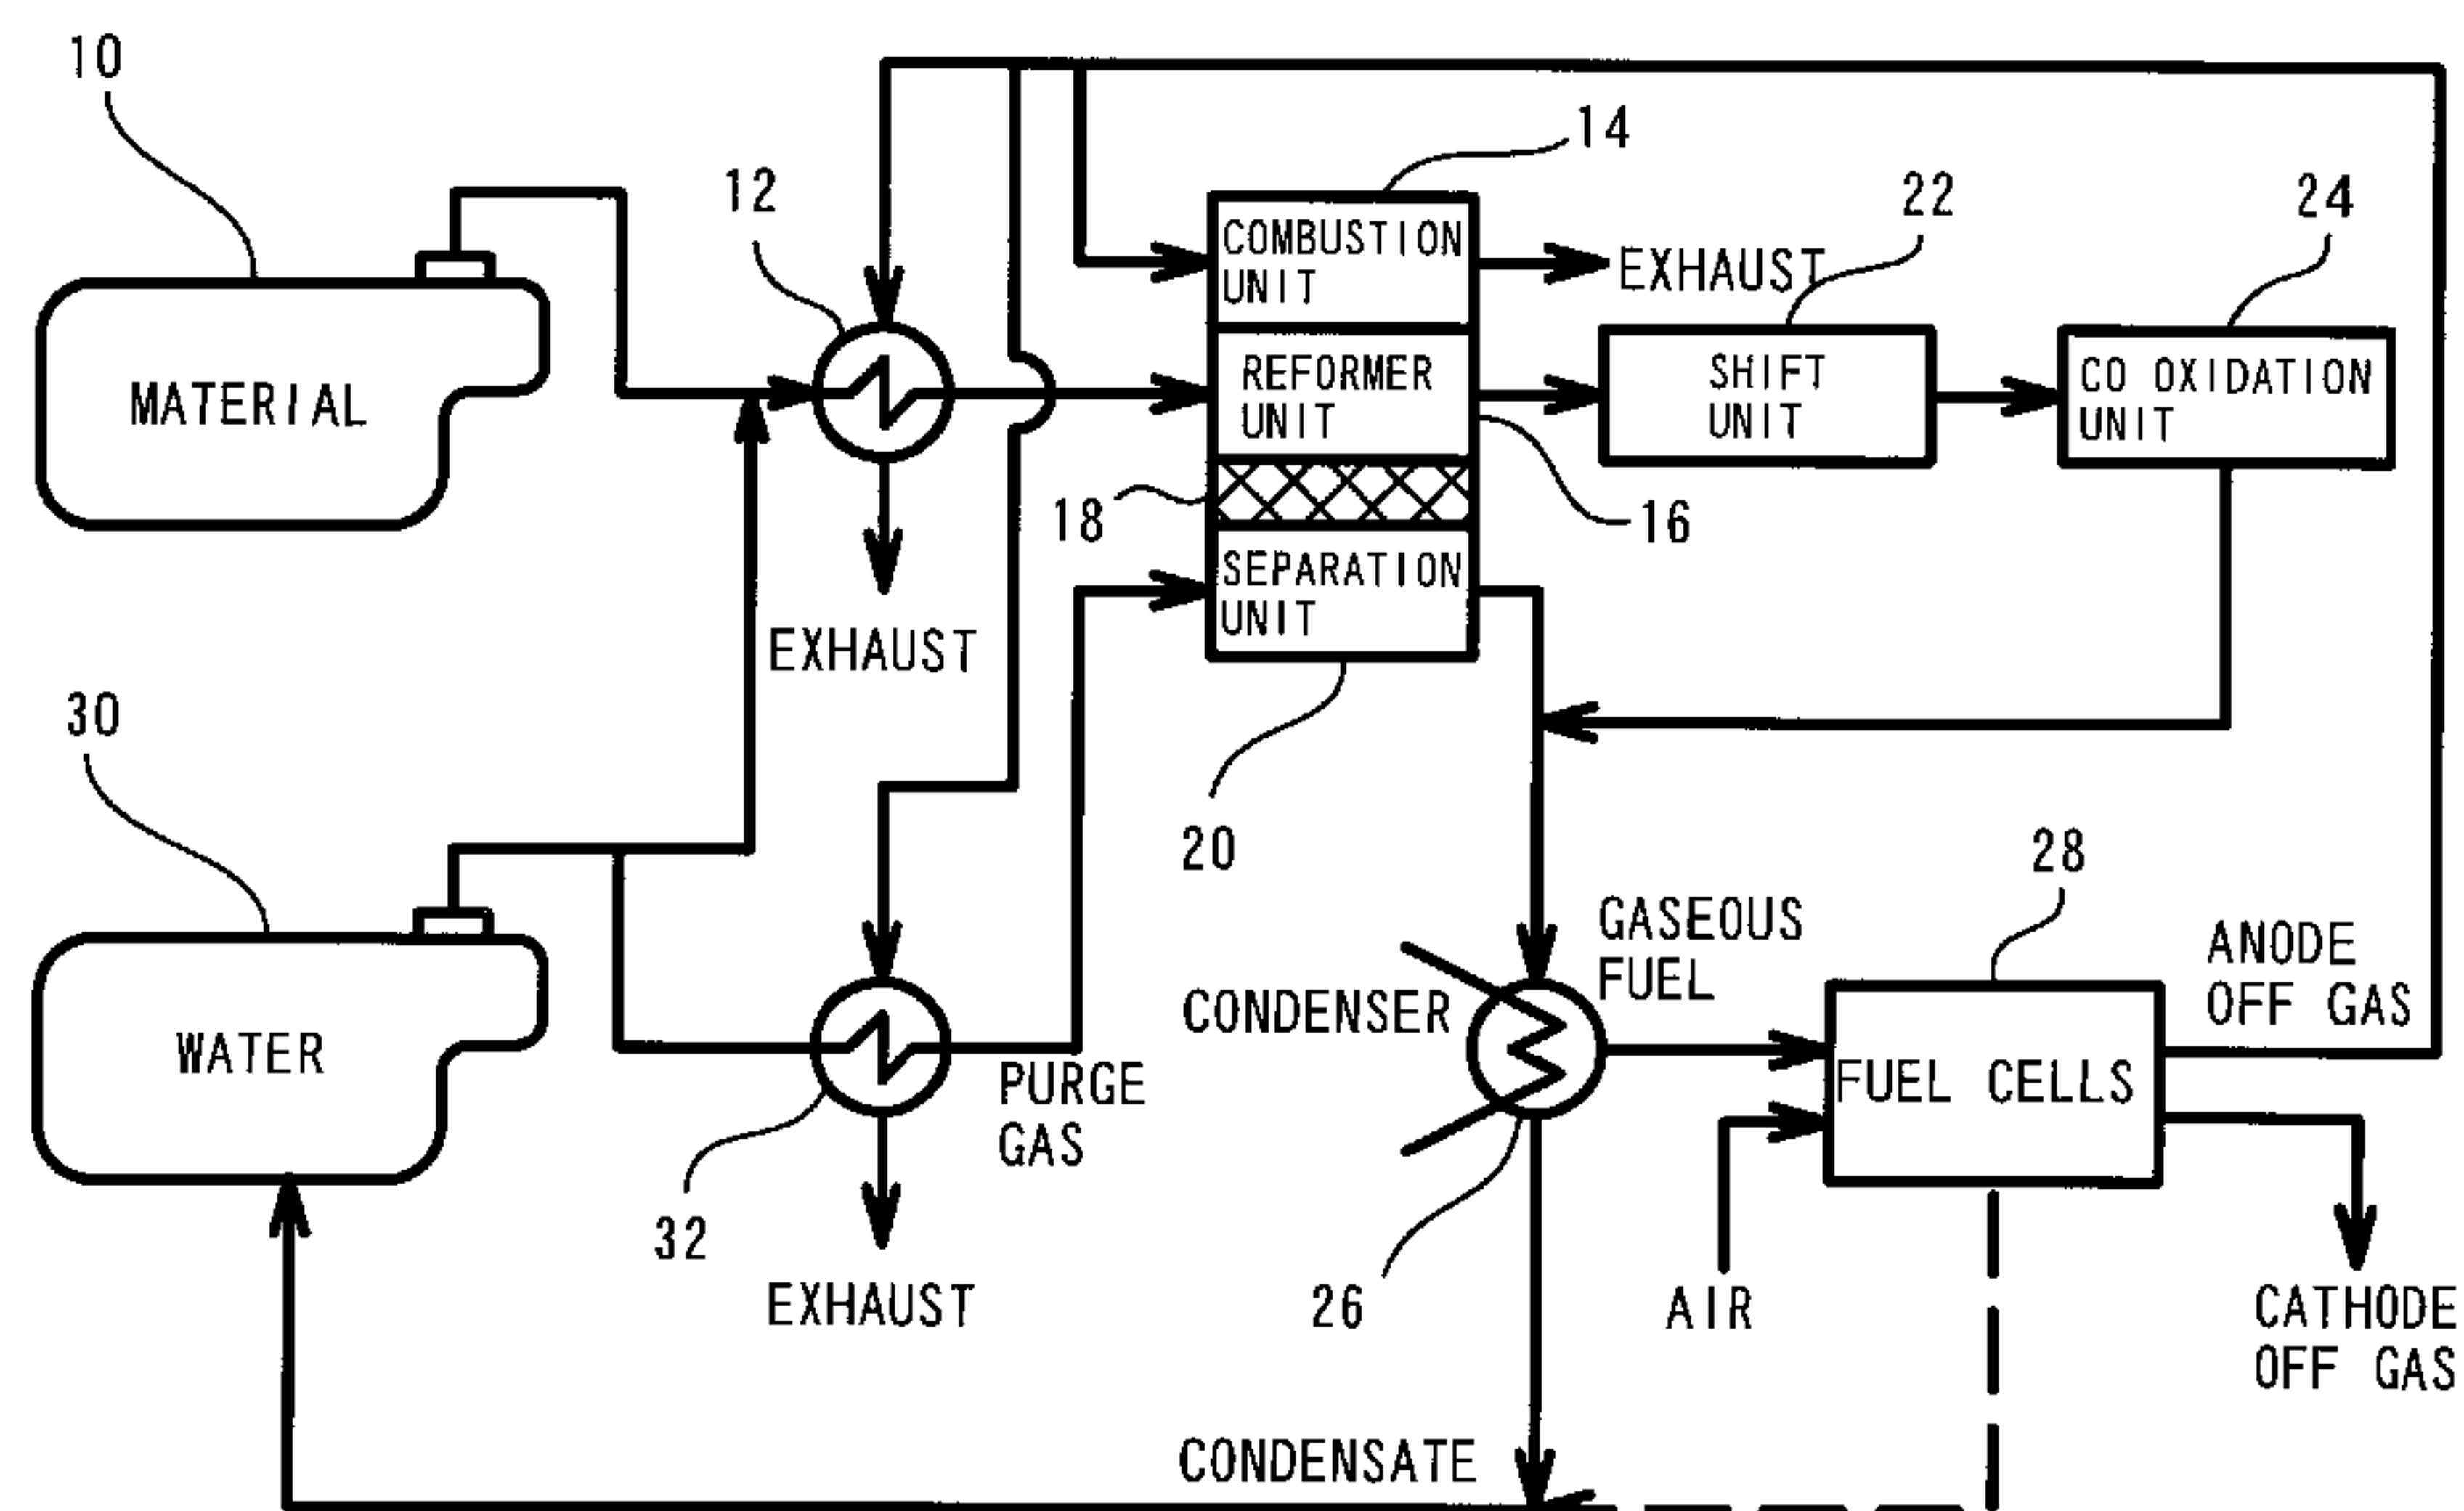 10
14
12
22
24
COMBUSTION
UNIT
EXHAUST
MATERIAL
REFORMER
UNIT
SHIFT
UNIT
CO OXIDATION
UNIT
18
16
SEPARATION
UNIT
EXHAUST
30
20
28
GASEOUS
FUEL
ANODE
OFF GAS
CONDENSER
WATER
PURGE
GAS
FUEL CELLS
32
26
EXHAUST
AIR
CATHODE
OFF GAS
CONDENSATE